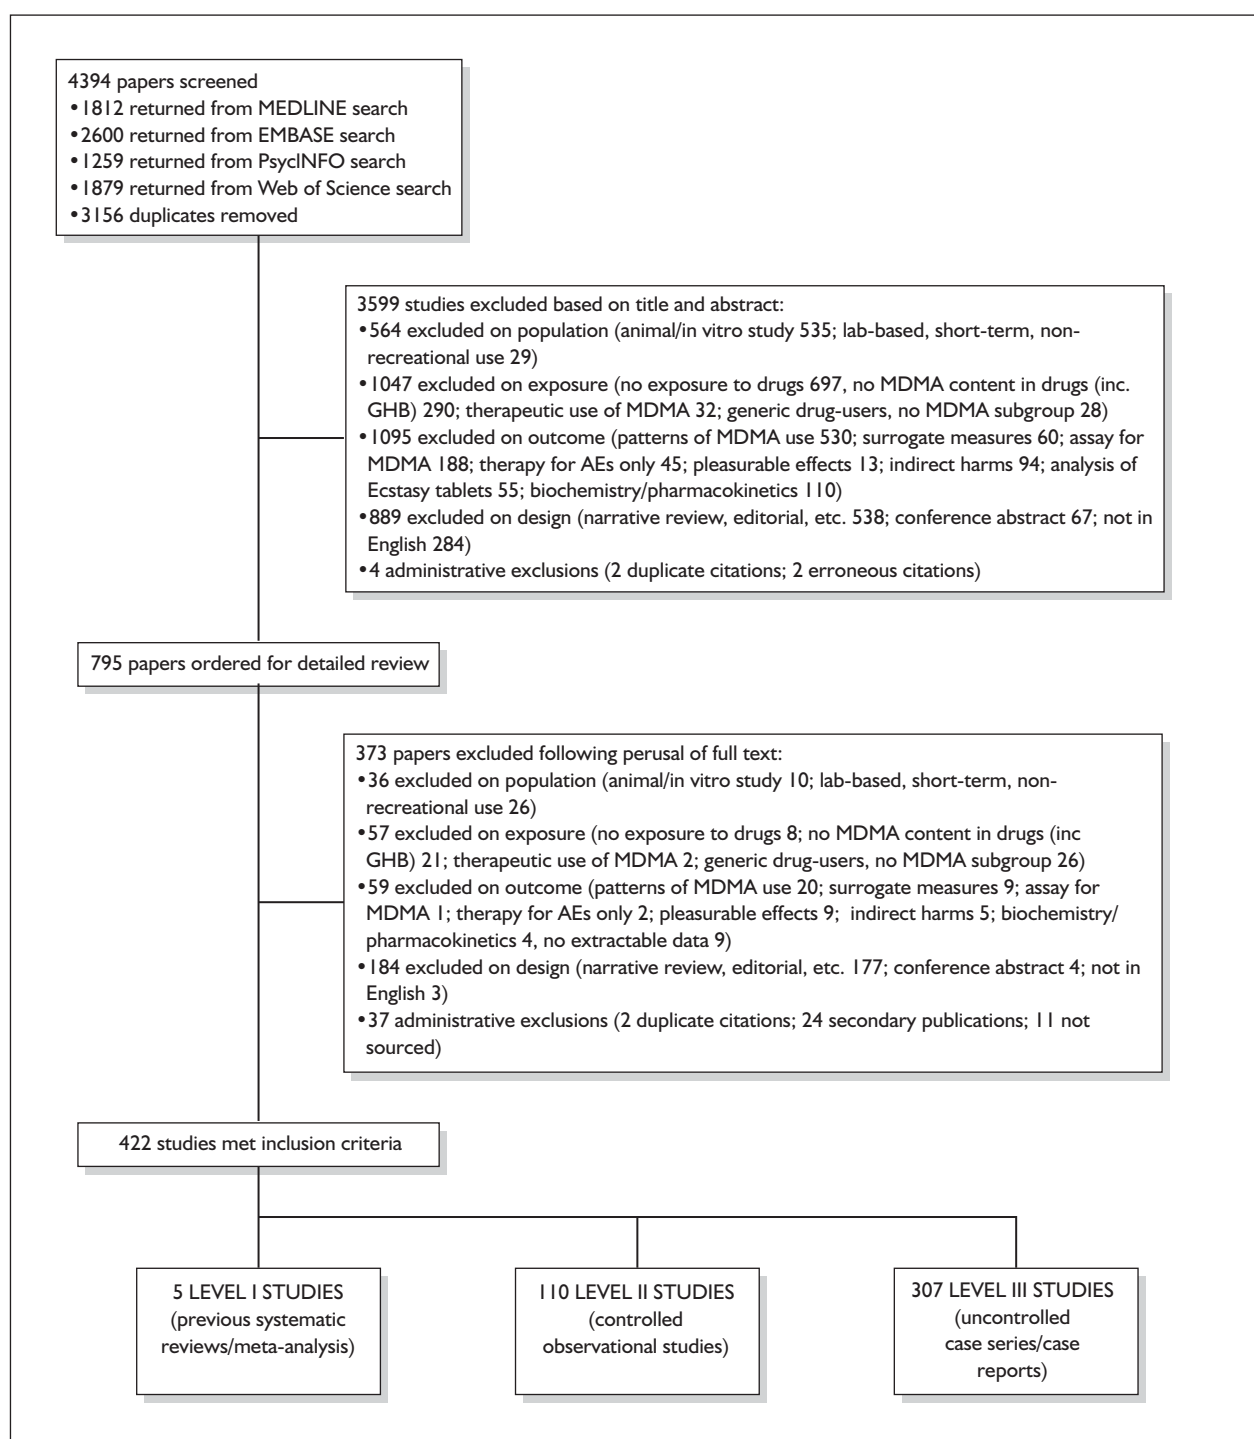 4394 papers screened
•1812 returned from MEDLINE search
•2600 returned from EMBASE search
•1259 returned from PsycINFO search
•1879 returned from Web of Science search
•3156 duplicates removed
3599 studies excluded based on title and abstract:
•564 excluded on population (animal/in vitro study 535; lab-based, short-term, non-
recreational use 29)
•1047 excluded on exposure (no exposure to drugs 697, no MDMA content in drugs (inc.
GHB) 290; therapeutic use of MDMA 32; generic drug-users, no MDMA subgroup 28)
•1095 excluded on outcome (patterns of MDMA use 530; surrogate measures 60; assay for
MDMA 188; therapy for AEs only 45; pleasurable effects 13; indirect harms 94; analysis of
Ecstasy tablets 55; biochemistry/pharmacokinetics 110)
•889 excluded on design (narrative review, editorial, etc. 538; conference abstract 67; not in
English 284)
•4 administrative exclusions (2 duplicate citations; 2 erroneous citations)
795 papers ordered for detailed review
373 papers excluded following perusal of full text:
•36 excluded on population (animal/in vitro study 10; lab-based, short-term, non-
recreational use 26)
•57 excluded on exposure (no exposure to drugs 8; no MDMA content in drugs (inc
GHB) 21; therapeutic use of MDMA 2; generic drug-users, no MDMA subgroup 26)
•59 excluded on outcome (patterns of MDMA use 20; surrogate measures 9; assay for
MDMA 1; therapy for AEs only 2; pleasurable effects 9; indirect harms 5; biochemistry/
pharmacokinetics 4, no extractable data 9)
•184 excluded on design (narrative review, editorial, etc. 177; conference abstract 4; not in
English 3)
•37 administrative exclusions (2 duplicate citations; 24 secondary publications; 11 not
sourced)
422 studies met inclusion criteria
5 LEVEL I STUDIES
(previous systematic
reviews/meta-analysis)
110 LEVEL II STUDIES
(controlled
observational studies)
307 LEVEL III STUDIES
(uncontrolled
case series/case
reports)